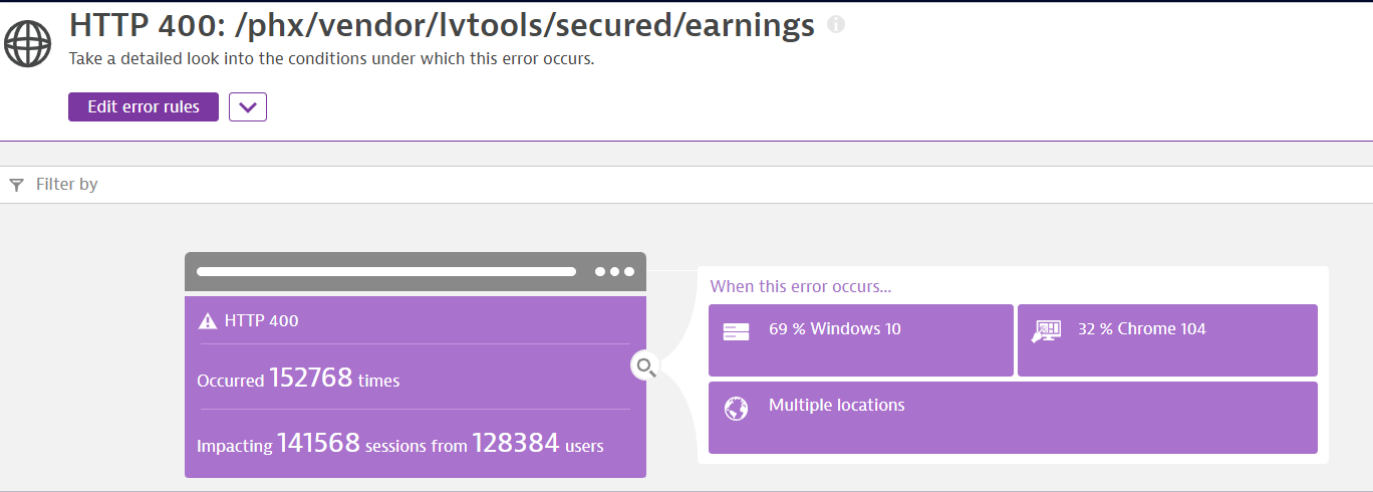 HTTP 400: /phx/vendor/lvtools/secured/earnings
Take a detailed look into the conditions under which this error occurs.
Edit error rules
Filter by
HTTP 400
Occurred 152768 times
Impacting 141568 sessions from 128384 users
When this error occurs...
69 % Windows 10
32 % Chrome 104
Multiple locations